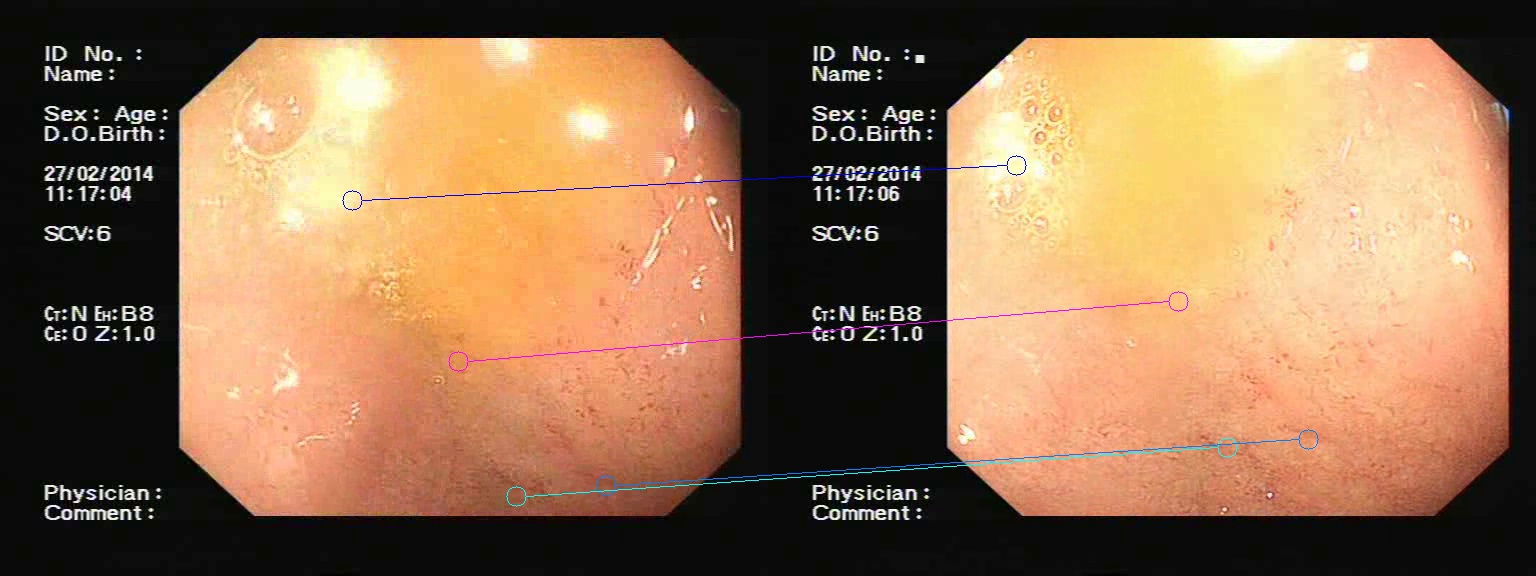 ID No. :
Name:
Sex: Age:
D.O.Birth:
27/02/2014
11:17:04
SCV:6
CT:N EH:B8
CE:0 Z:1.0
Physician:
Comment:
ID No. :
Name:
Sex: Age:
D.O.Birth:
27/02/2014
11:17:06
SCV:6
CT:N EH:B8
CE:0 Z:1.0
Physician:
Comment: